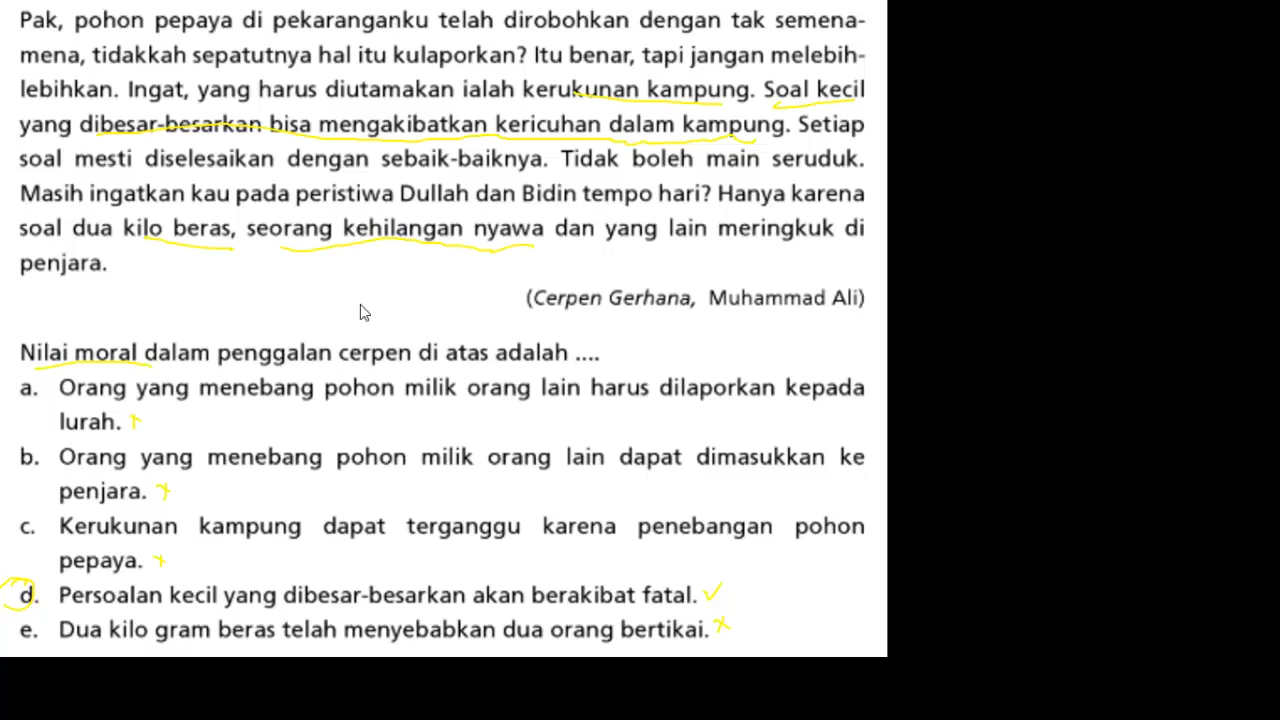 Pak, pohon pepaya di pekaranganku telah dirobohkan dengan tak semena-
mena, tidakkah sepatutnya hal itu kulaporkan? Itu benar, tapi jangan melebih-
lebihkan. Ingat, yang harus diutamakan ialah kerukunan kampung. Soal kecil
yang dibesar-besarkan bisa mengakibatkan kericuhan dalam kampung. Setiap
soal mesti diselesaikan dengan sebaik-baiknya. Tidak boleh main seruduk.
Masih ingatkan kau pada peristiwa Dullah dan Bidin tempo hari? Hanya karena
soal dua kilo beras, seorang kehilangan nyawa dan yang lain meringkuk di
penjara.
(Cerpen Gerhana, Muhammad Ali)
Nilai moral dalam penggalan cerpen di atas adalah ....
a. Orang yang menebang pohon milik orang lain harus dilaporkan kepada
lurah.
b. Orang yang menebang pohon milik orang lain dapat dimasukkan ke
penjara.
c. Kerukunan kampung dapat terganggu karena penebangan pohon
pepaya.
d. Persoalan kecil yang dibesar-besarkan akan berakibat fatal.
e. Dua kilo gram beras telah menyebabkan dua orang bertikai.